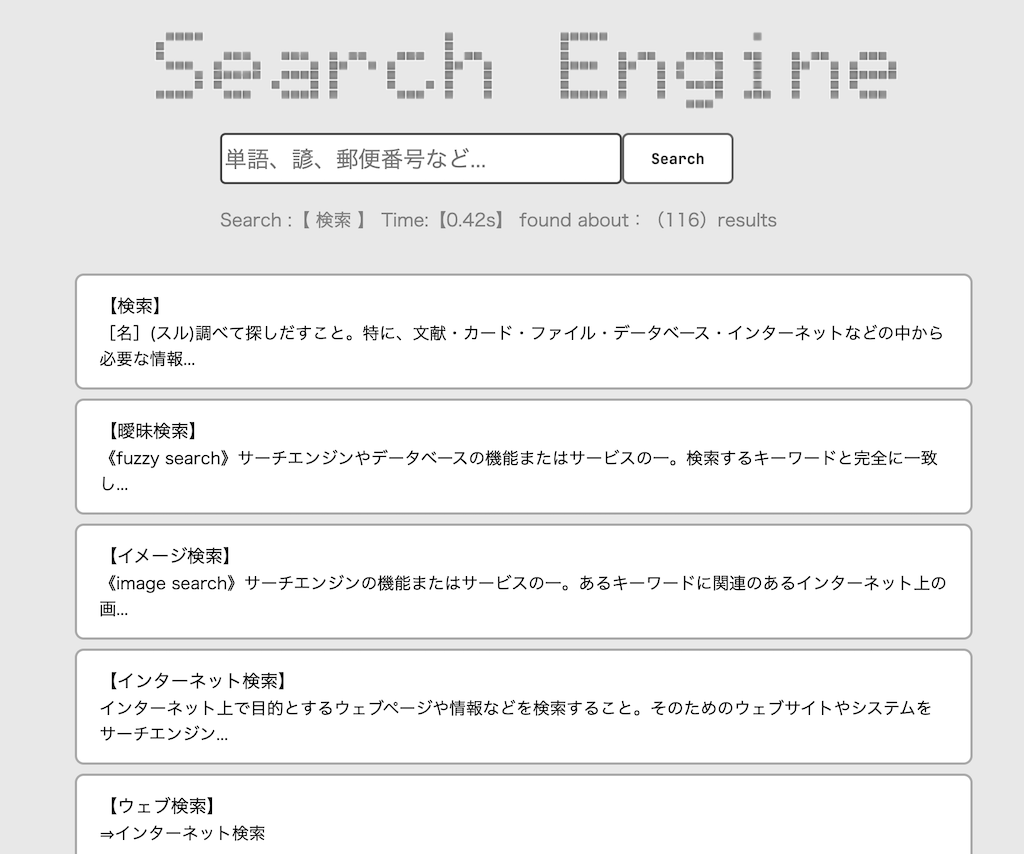 Search Engine
単語、諺、郵便番号など...
Search
Search :【 検索 】 Time:【0.42s】 found about：（116）results
【検索】
［名］(スル)調べて探しだすこと。特に、文献・カード・ファイル・データベース・インターネットなどの中から
必要な情報...
【曖昧検索】
《fuzzy search》サーチエンジンやデータベースの機能またはサービスの一。検索するキーワードと完全に一致
し...
【イメージ検索】
《image search》サーチエンジンの機能またはサービスの一。あるキーワードに関連のあるインターネット上の
画...
【インターネット検索】
インターネット上で目的とするウェブページや情報などを検索すること。そのためのウェブサイトやシステムを
サーチエンジン...
【ウェブ検索】
⇒インターネット検索